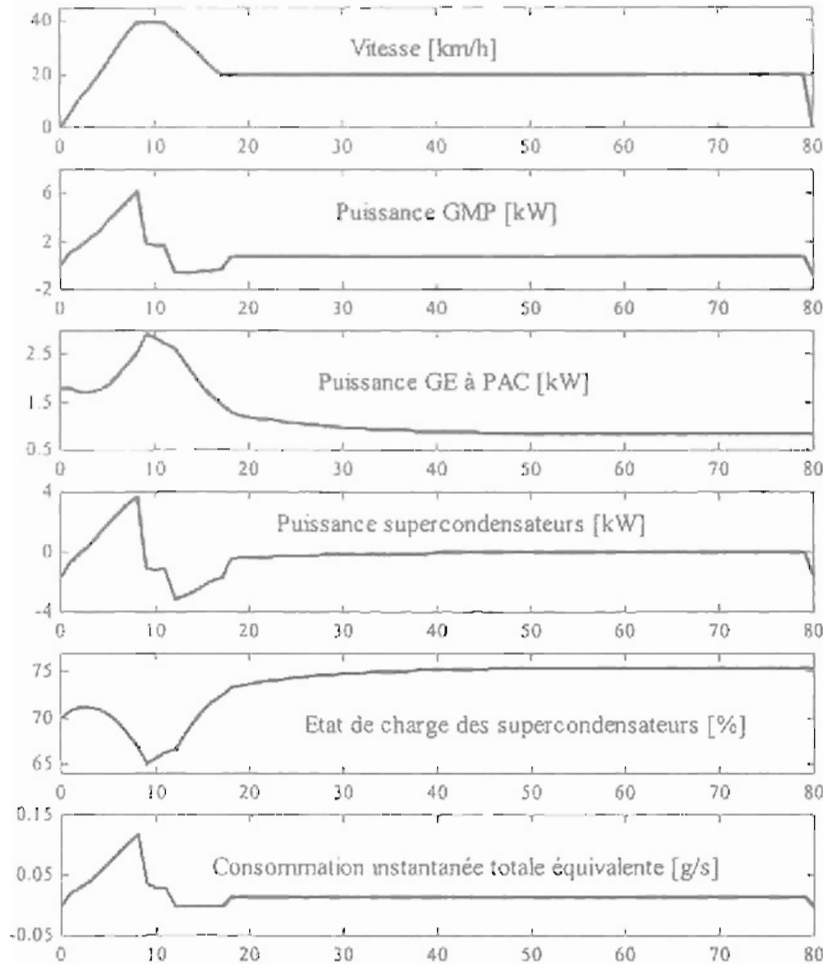 40
Vitesse [km/h]
20
0
0 10 20 30 40 50 60 70 80
6
Puissance GMP [kW]
2
-2
0 10 20 30 40 50 60 70 80
2.5
Puissance GE à PAC [kW]
1.5
0.5
0 10 20 30 40 50 60 70 80
4
Puissance supercondensateurs [kW]
0
-4
0 10 20 30 40 50 60 70 80
75
70
Etat de charge des supercondensateurs [%]
65
0 10 20 30 40 50 60 70 80
0.15
Consommation instantanée totale équivalente [g/s]
0.05
-0.05
0 10 20 30 40 50 60 70 80